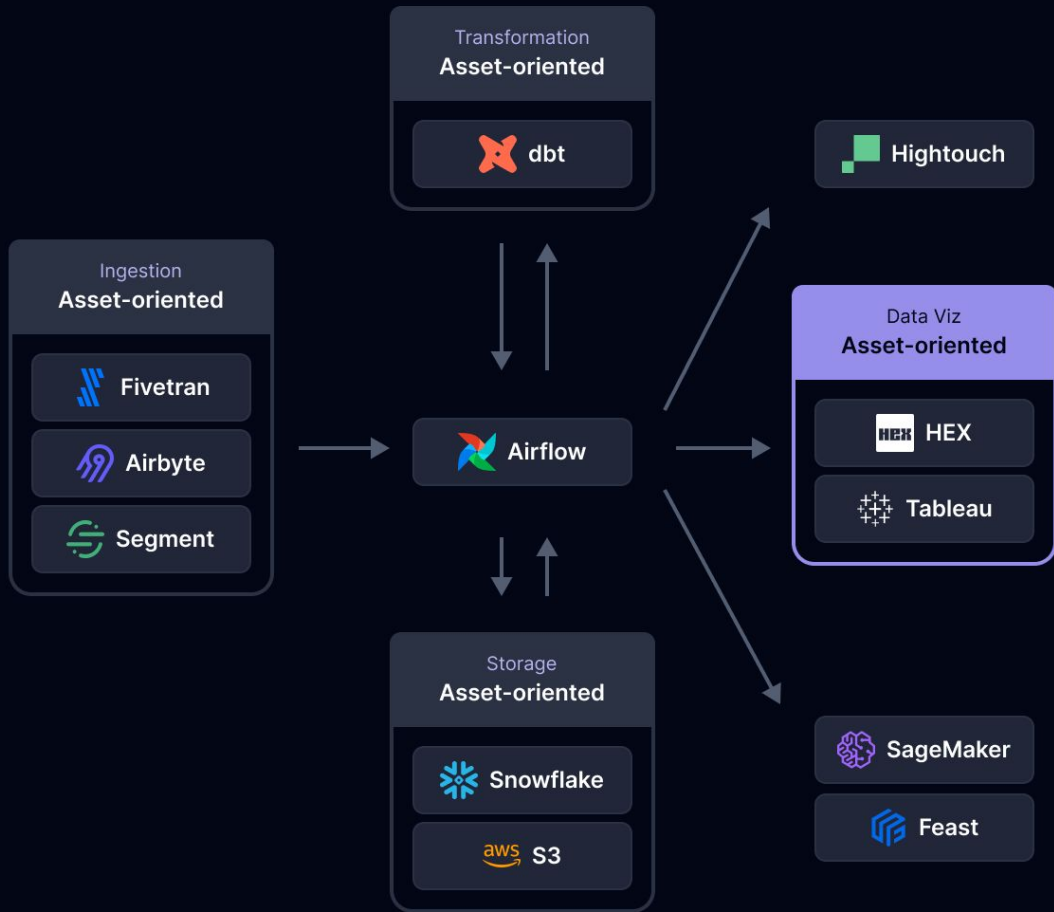 Transformation
Asset-oriented
dbt
Hightouch
Ingestion
Asset-oriented
Fivetran
Airbyte
Segment
Airflow
Data Viz
Asset-oriented
HEX HEX
Tableau
Storage
Asset-oriented
Snowflake
aws S3
SageMaker
Feast